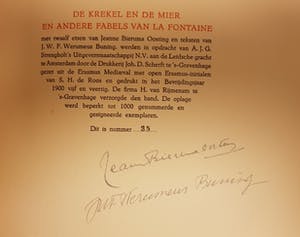 DE KREKEL EN DE MIER
EN ANDERE FABELS VAN LA FONTAINE
met twaalf etsen van Jeanne Bieruma Oosting en teksten van
J. W. F. Werumeus Buning, werden in opdracht van A. J. G.
Strengholt's Uitgeversmaatschappij N.V. aan de Leidsche gracht
te Amsterdam door de Drukkerij Joh. D. Scherft te 's-Gravenhage
gezet uit de Erasmus Mediaeval met open Erasmus-initialen
van S. H. de Roos en gedrukt in het Bevrijdingsjaar
1900 vijf en veertig. De firma H. van Rijmenam te
's-Gravenhage verzorgde den band. De oplage
werd beperkt tot 1000 genummerde en
gesigneerde exemplaren.
Dit is nummer 35
Jeanne Bieruma Oosting
JWF Werumeus Buning